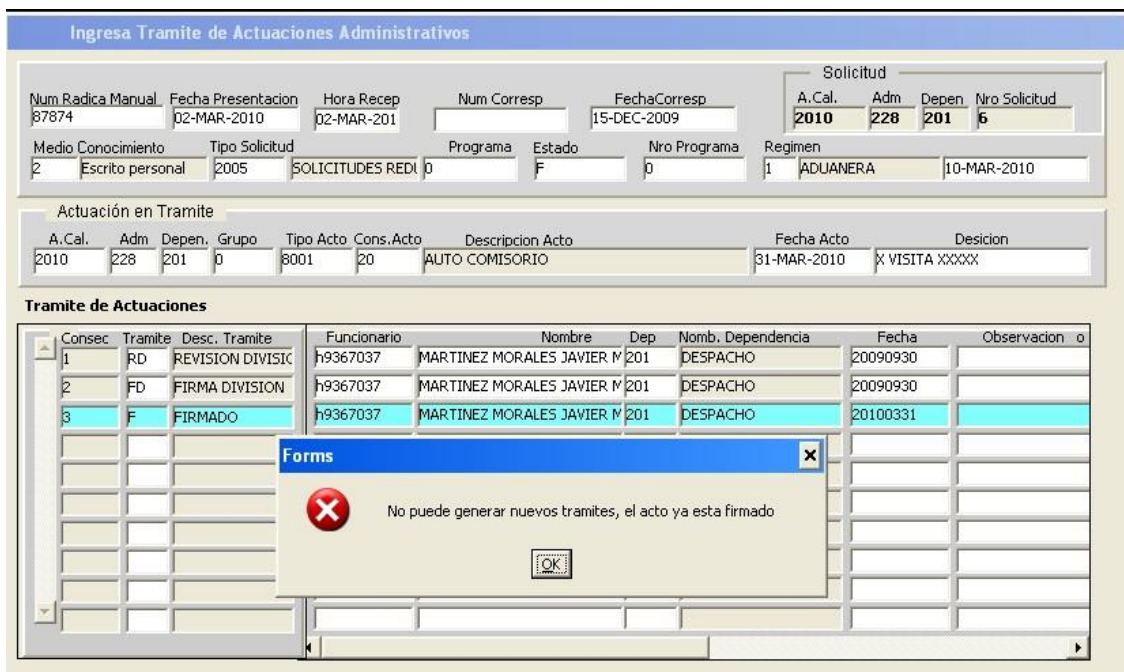 Ingresa Tramite de Actuaciones Administrativos
Solicitud
Num Radica Manual Fecha Presentacion Hora Recep Num Corresp FechaCorresp A.Cal. Adm Depen Nro Solicitud
87874 02-MAR-2010 02-MAR-201 15-DEC-2009 2010 228 201 6
Medio Conocimiento Tipo Solicitud Programa Estado Nro Programa Regimen
2 Escrito personal 2005 SOLICITUDES REDU 0 F 0 1 ADUANERA 10-MAR-2010
Actuación en Tramite
A.Cal. Adm Depen. Grupo Tipo Acto Cons.Acto Descripcion Acto Fecha Acto Desicion
2010 228 201 0 8001 20 AUTO COMISORIO 31-MAR-2010 X VISITA XXXXX
Tramite de Actuaciones
Consec Tramite Desc. Tramite Funcionario Nombre Dep Nomb. Dependencia Fecha Observacion o
1 RD REVISION DIVISIC h9367037 MARTINEZ MORALES JAVIER M 201 DESPACHO 20090930
2 FD FIRMA DIVISION h9367037 MARTINEZ MORALES JAVIER M 201 DESPACHO 20090930
3 F FIRMADO h9367037 MARTINEZ MORALES JAVIER M 201 DESPACHO 20100331
Forms
No puede generar nuevos tramites, el acto ya esta firmado
OK